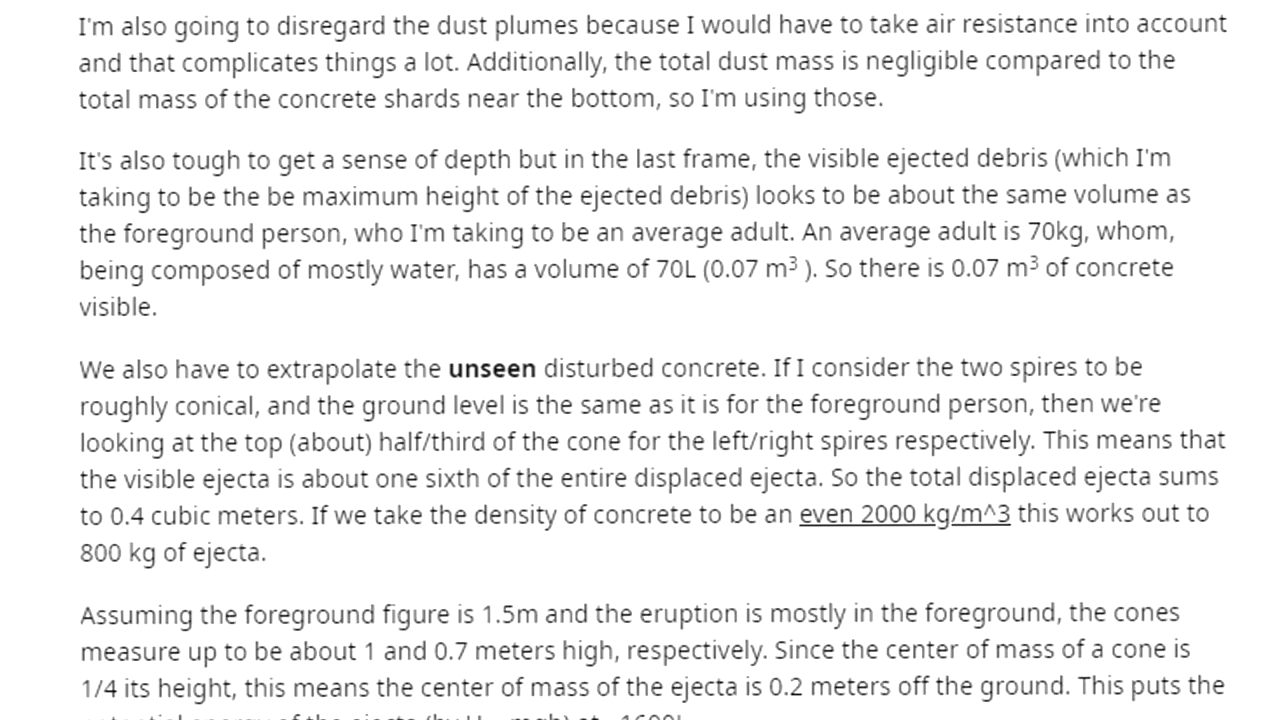 I'm also going to disregard the dust plumes because I would have to take air resistance into account
and that complicates things a lot. Additionally, the total dust mass is negligible compared to the
total mass of the concrete shards near the bottom, so I'm using those.
It's also tough to get a sense of depth but in the last frame, the visible ejected debris (which I'm
taking to be the be maximum height of the ejected debris) looks to be about the same volume as
the foreground person, who I'm taking to be an average adult. An average adult is 70kg, whom,
being composed of mostly water, has a volume of 70L (0.07 m³ ). So there is 0.07 m³ of concrete
visible.
We also have to extrapolate the unseen disturbed concrete. If I consider the two spires to be
roughly conical, and the ground level is the same as it is for the foreground person, then we're
looking at the top (about) half/third of the cone for the left/right spires respectively. This means that
the visible ejecta is about one sixth of the entire displaced ejecta. So the total displaced ejecta sums
to 0.4 cubic meters. If we take the density of concrete to be an even 2000 kg/m^3 this works out to
800 kg of ejecta.
Assuming the foreground figure is 1.5m and the eruption is mostly in the foreground, the cones
measure up to be about 1 and 0.7 meters high, respectively. Since the center of mass of a cone is
1/4 its height, this means the center of mass of the ejecta is 0.2 meters off the ground. This puts the